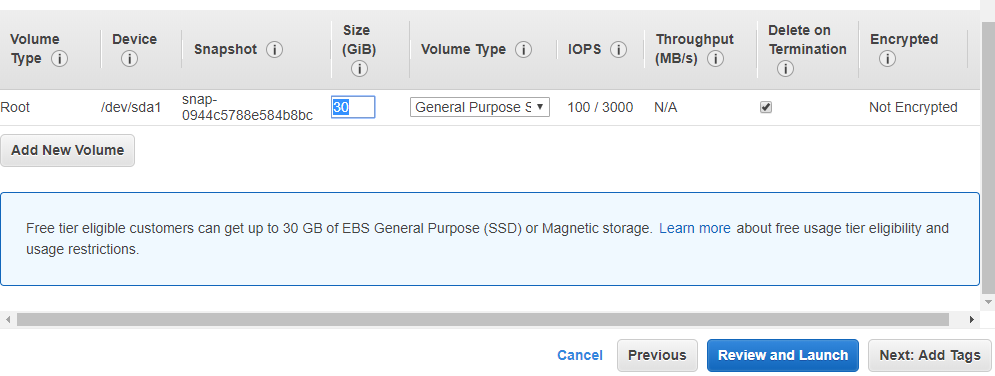 Volume Type i
Device i
Snapshot i
Size (GiB) i
Volume Type i
IOPS i
Throughput (MB/s) i
Delete on Termination i
Encrypted i
Root
/dev/sda1
snap-
0944c5788e584b8bc
30
General Purpose S
100 / 3000
N/A
Not Encrypted
Add New Volume
Free tier eligible customers can get up to 30 GB of EBS General Purpose (SSD) or Magnetic storage. Learn more about free usage tier eligibility and
usage restrictions.
Cancel
Previous
Review and Launch
Next: Add Tags